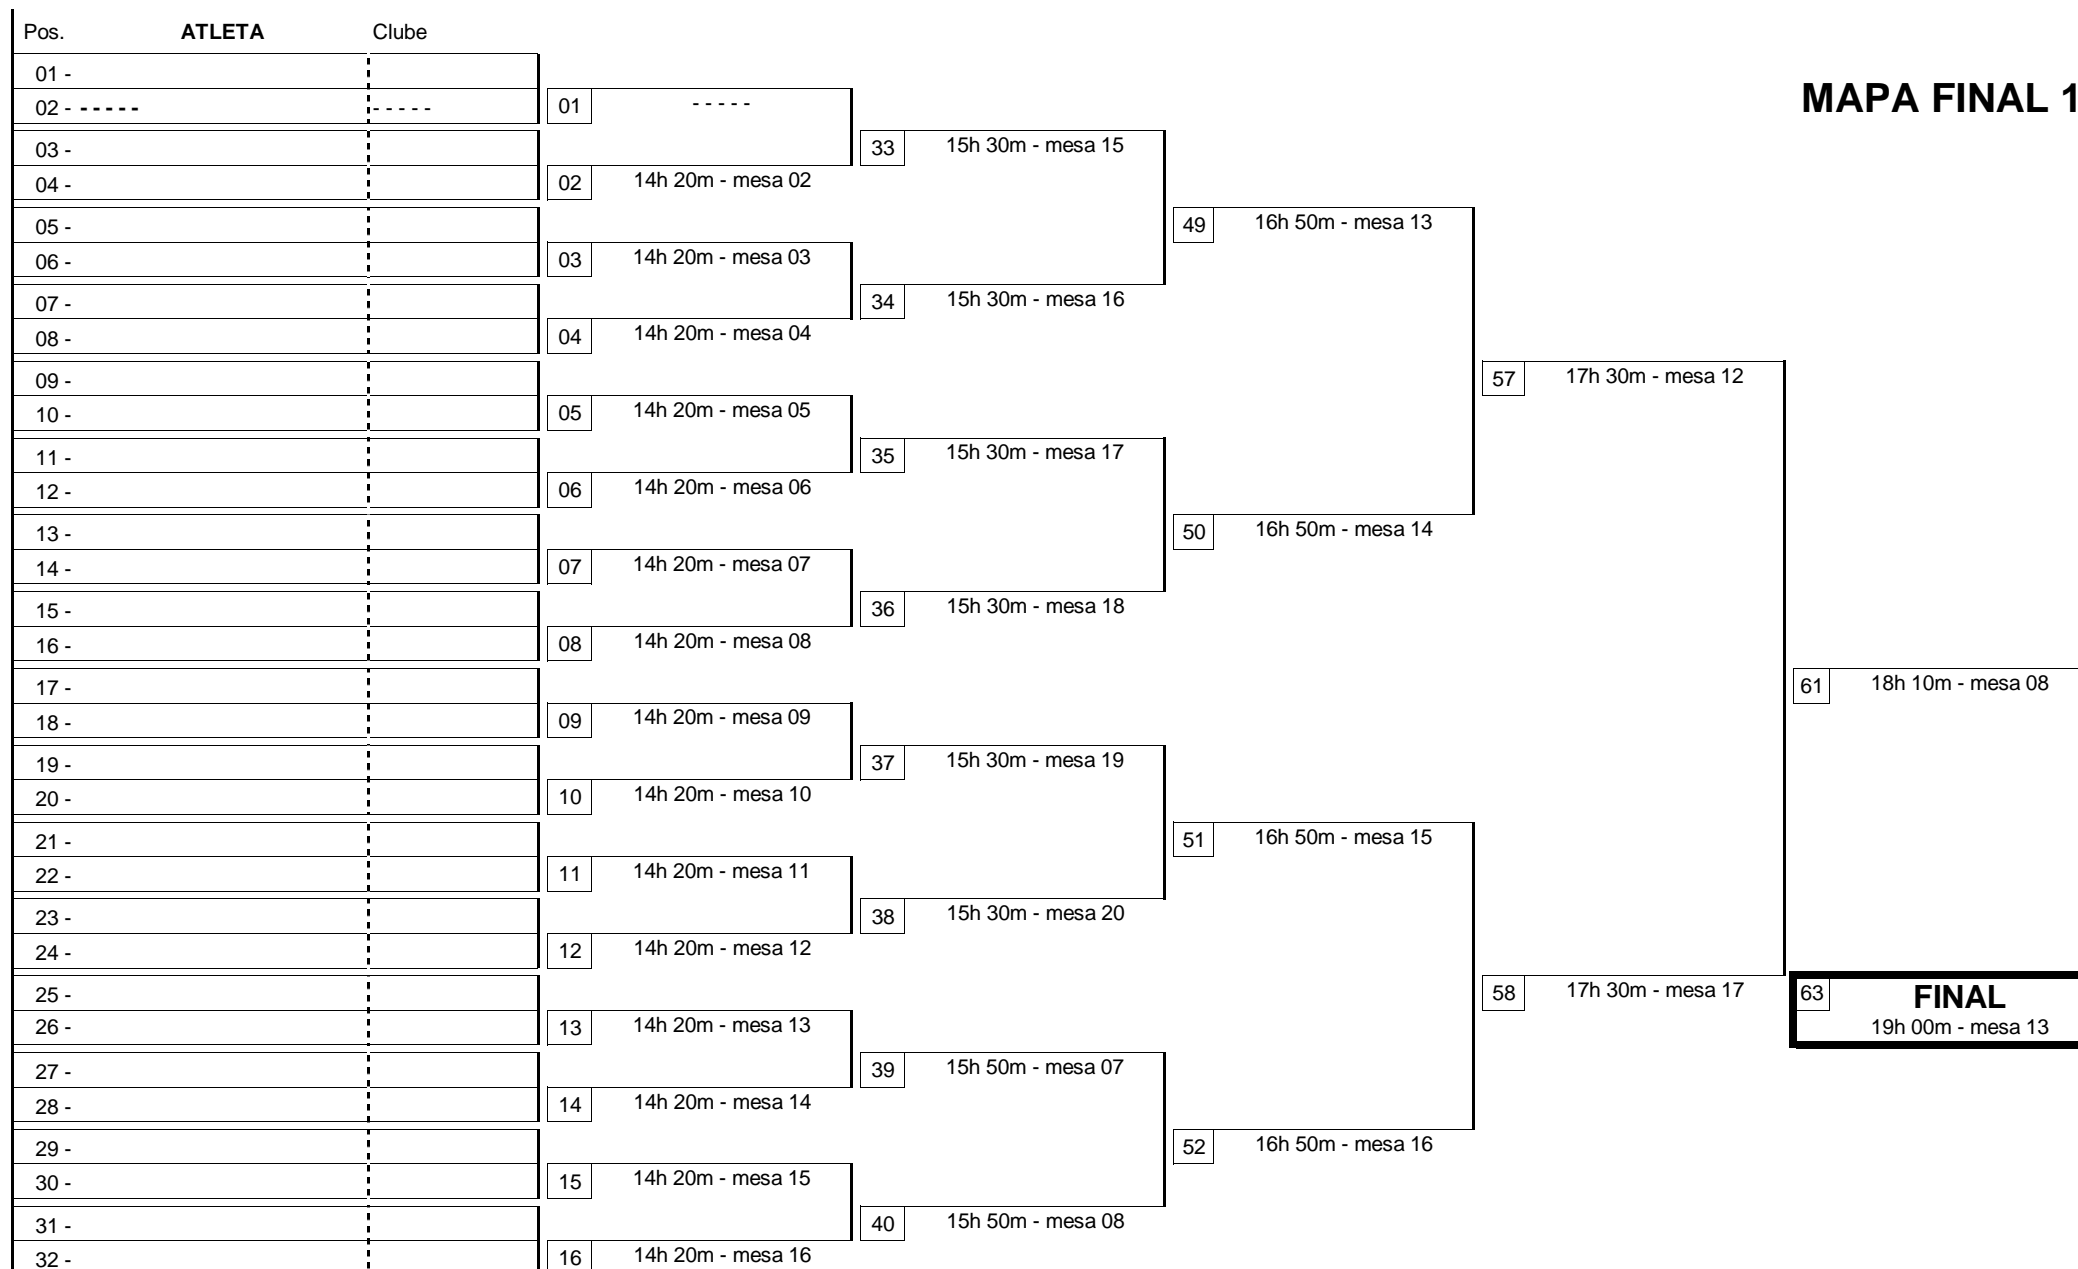 Pos. ATLETA Clube
01 -
MAPA FINAL 1
02 - - - - - - - - - - - 01 - - - - -
03 - 33 15h 30m - mesa 15
04 - 02 14h 20m - mesa 02
05 - 49 16h 50m - mesa 13
06 - 03 14h 20m - mesa 03
07 - 34 15h 30m - mesa 16
08 - 04 14h 20m - mesa 04
09 - 57 17h 30m - mesa 12
10 - 05 14h 20m - mesa 05
11 - 35 15h 30m - mesa 17
12 - 06 14h 20m - mesa 06
13 - 50 16h 50m - mesa 14
14 - 07 14h 20m - mesa 07
15 - 36 15h 30m - mesa 18
16 - 08 14h 20m - mesa 08
17 - 61 18h 10m - mesa 08
18 - 09 14h 20m - mesa 09
19 - 37 15h 30m - mesa 19
20 - 10 14h 20m - mesa 10
21 - 51 16h 50m - mesa 15
22 - 11 14h 20m - mesa 11
23 - 38 15h 30m - mesa 20
24 - 12 14h 20m - mesa 12
25 - 58 17h 30m - mesa 17 63 FINAL
26 - 13 14h 20m - mesa 13 19h 00m - mesa 13
27 - 39 15h 50m - mesa 07
28 - 14 14h 20m - mesa 14
29 - 52 16h 50m - mesa 16
30 - 15 14h 20m - mesa 15
31 - 40 15h 50m - mesa 08
32 - 16 14h 20m - mesa 16